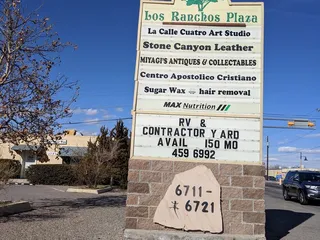 Los Ranchos Plaza
La Calle Cuatro Art Studio
Stone Canyon Leather
MIYAGI'S ANTIQUES & COLLECTABLES
Centro Apostolico Cristiano
Sugar Wax hair removal
MAX Nutrition
RV &
CONTRACTOR YARD
AVAIL 150 MO
459 6992
6711-
6721